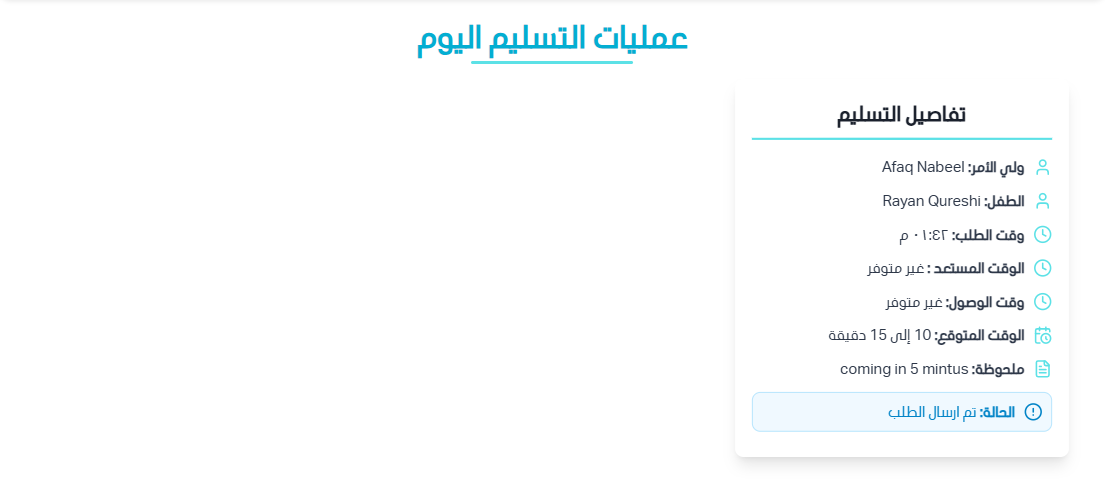 عمليات التسليم اليوم
تفاصيل التسليم
ولي الأمر: Afaq Nabeel
الطفل: Rayan Qureshi
وقت الطلب: ٠١:٤٢ م
الوقت المستعد : غير متوفر
وقت الوصول: غير متوفر
الوقت المتوقع: 10 إلى 15 دقيقة
ملحوظة: coming in 5 mintus
الحالة: تم ارسال الطلب